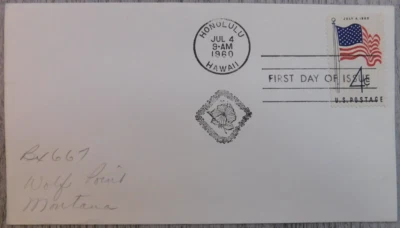 HONOLULU
JUL 4
9-AM
1960
HAWAII
JULY 4, 1960
4¢
U.S. POSTAGE
FIRST DAY OF ISSUE
Bx 667
Wolf Point
Montana